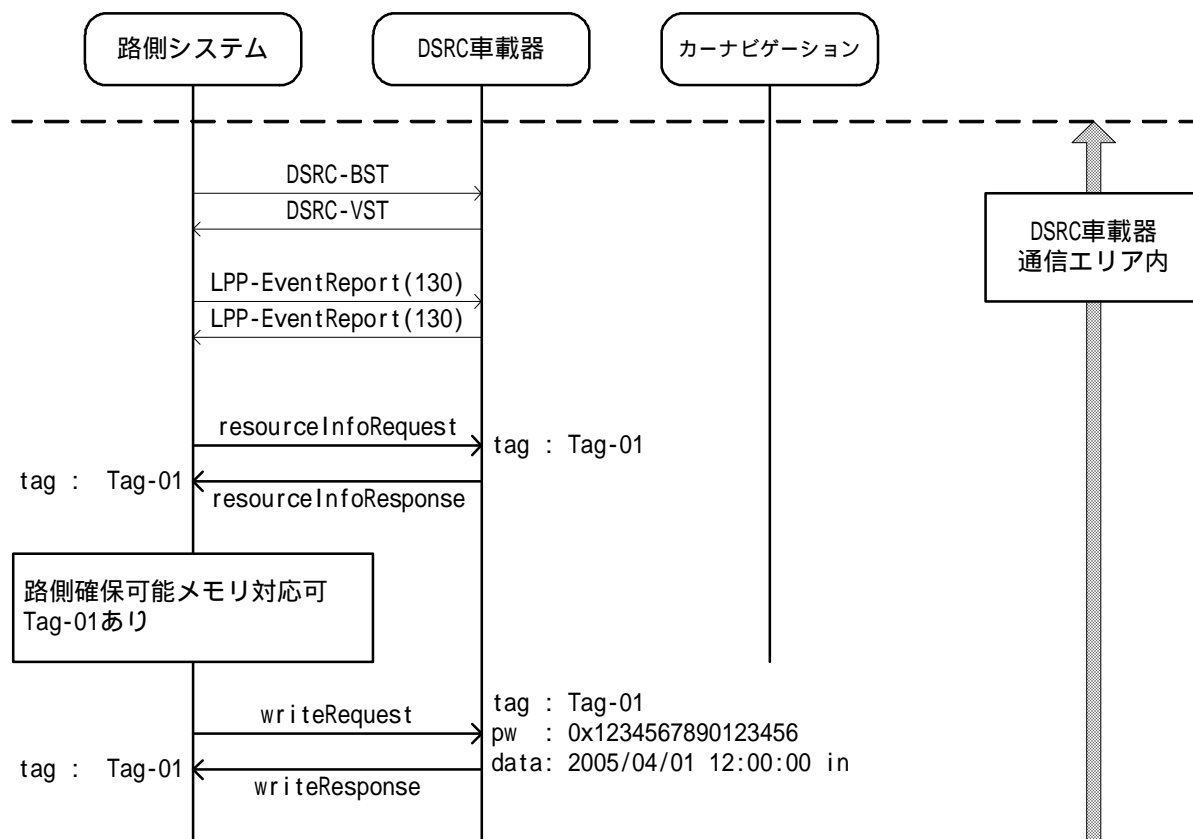 路側システム
DSRC車載器
カーナビゲーション
DSRC-BST
DSRC-VST
DSRC車載器
通信エリア内
LPP-EventReport(130)
LPP-EventReport(130)
resourceInfoRequest
tag : Tag-01
tag : Tag-01
resourceInfoResponse
路側確保可能メモリ対応可
Tag-01あり
writeRequest
tag : Tag-01
pw : 0x1234567890123456
data: 2005/04/01 12:00:00 in
tag : Tag-01
writeResponse